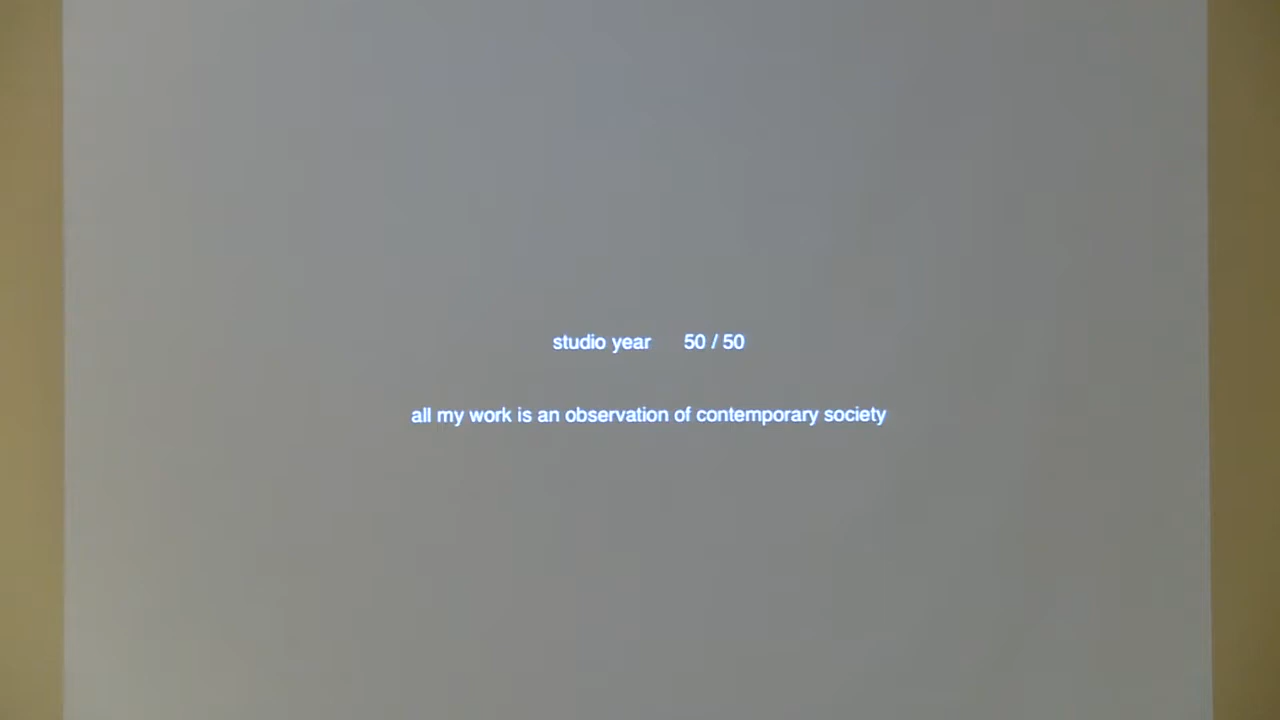 studio year 50 / 50
all my work is an observation of contemporary society